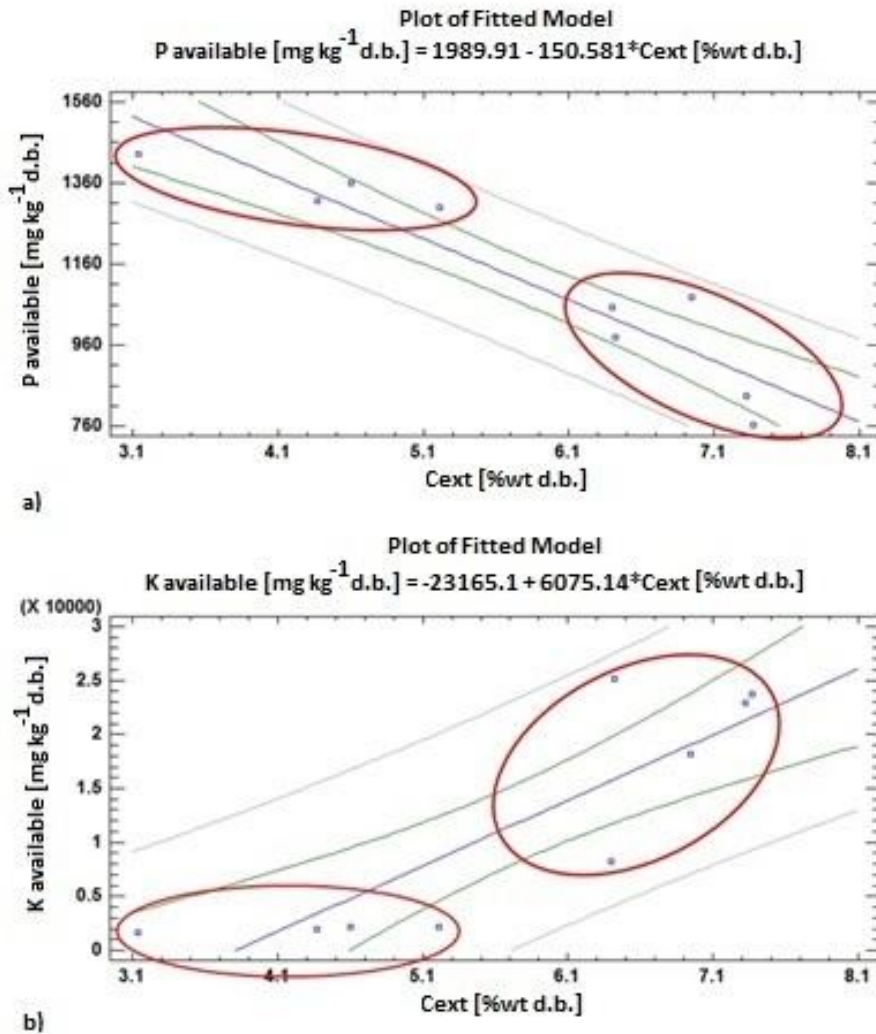 Plot of Fitted Model
P available [mg kg-1 d.b.] = 1989.91 - 150.581*Cext [%wt d.b.]
P available [mg kg-1 d.b.]
1560
1360
1160
960
760
3.1 4.1 5.1 6.1 7.1 8.1
Cext [%wt d.b.]
a)
Plot of Fitted Model
K available [mg kg-1 d.b.] = -23165.1 + 6075.14*Cext [%wt d.b.]
(X 10000)
K available [mg kg-1 d.b.]
3
2.5
2
1.5
1
0.5
0
3.1 4.1 5.1 6.1 7.1 8.1
Cext [%wt d.b.]
b)